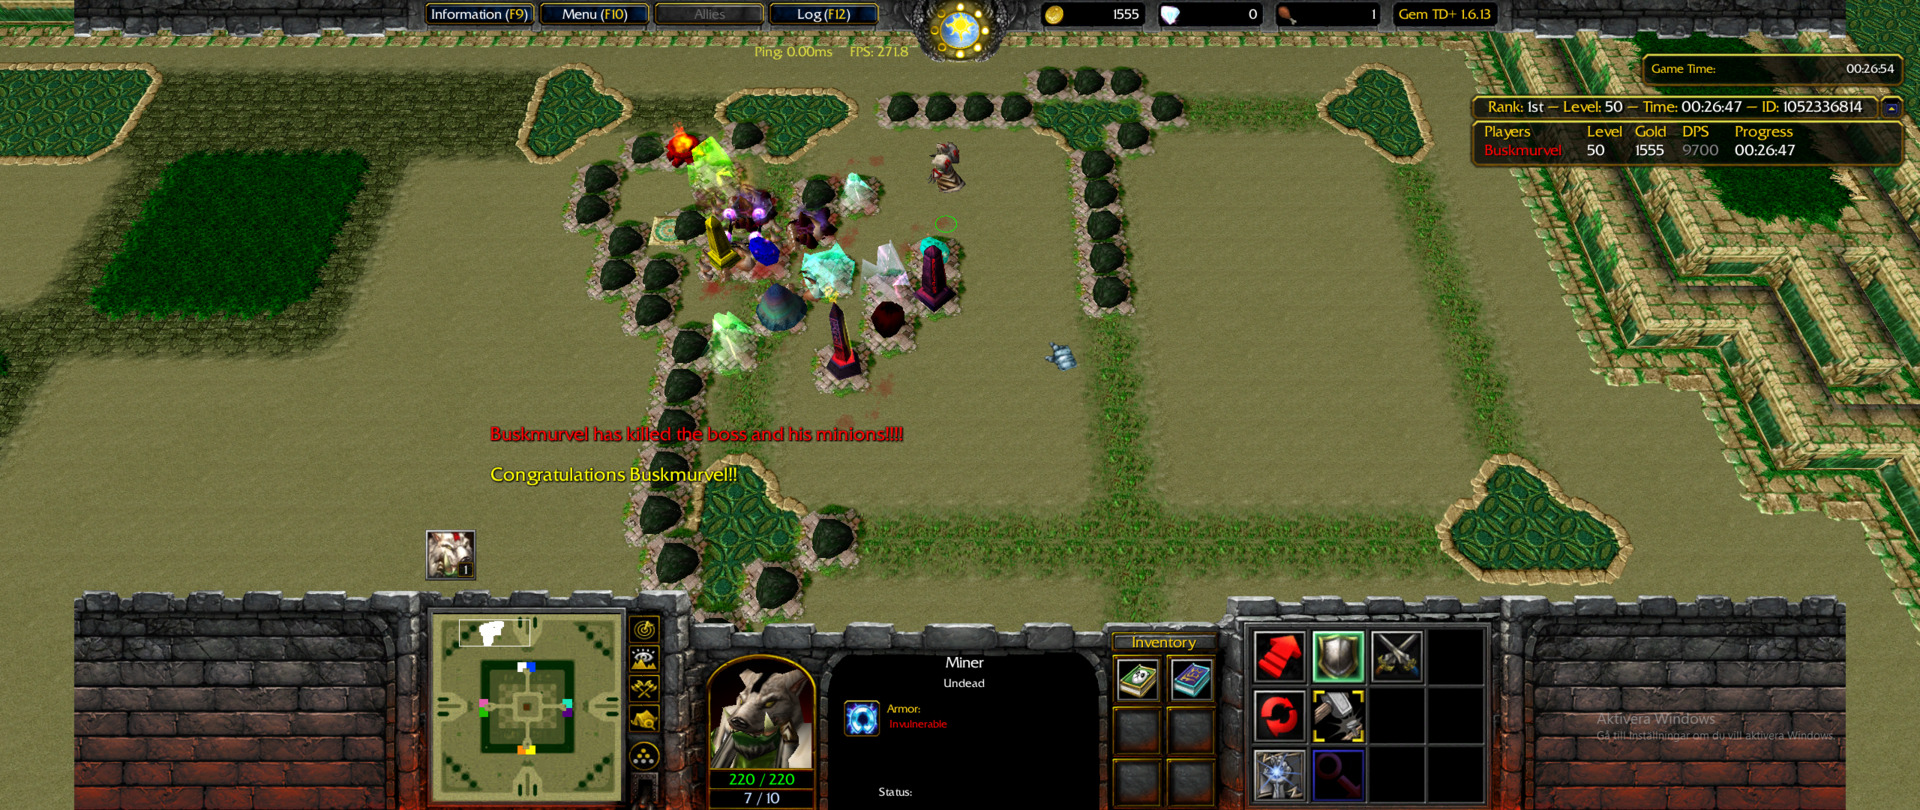 Information (F9) Menu (F10) Allies Log (F12) 1555 0 1 Gem TD+ 1.6.13
Ping: 0.00ms FPS: 271.8
Game Time: 00:26:54
Rank: 1st — Level: 50 — Time: 00:26:47 — ID: 1052336814
Players Level Gold DPS Progress
Buskmurvel 50 1555 9700 00:26:47
Buskmurvel has killed the boss and his minions!!!!
Congratulations Buskmurvel!!
1
Miner
Undead
Armor:
Invulnerable
Status:
220 / 220
7 / 10
Inventory
Aktivera Windows
Gå till Inställningar om du vill aktivera Windows.